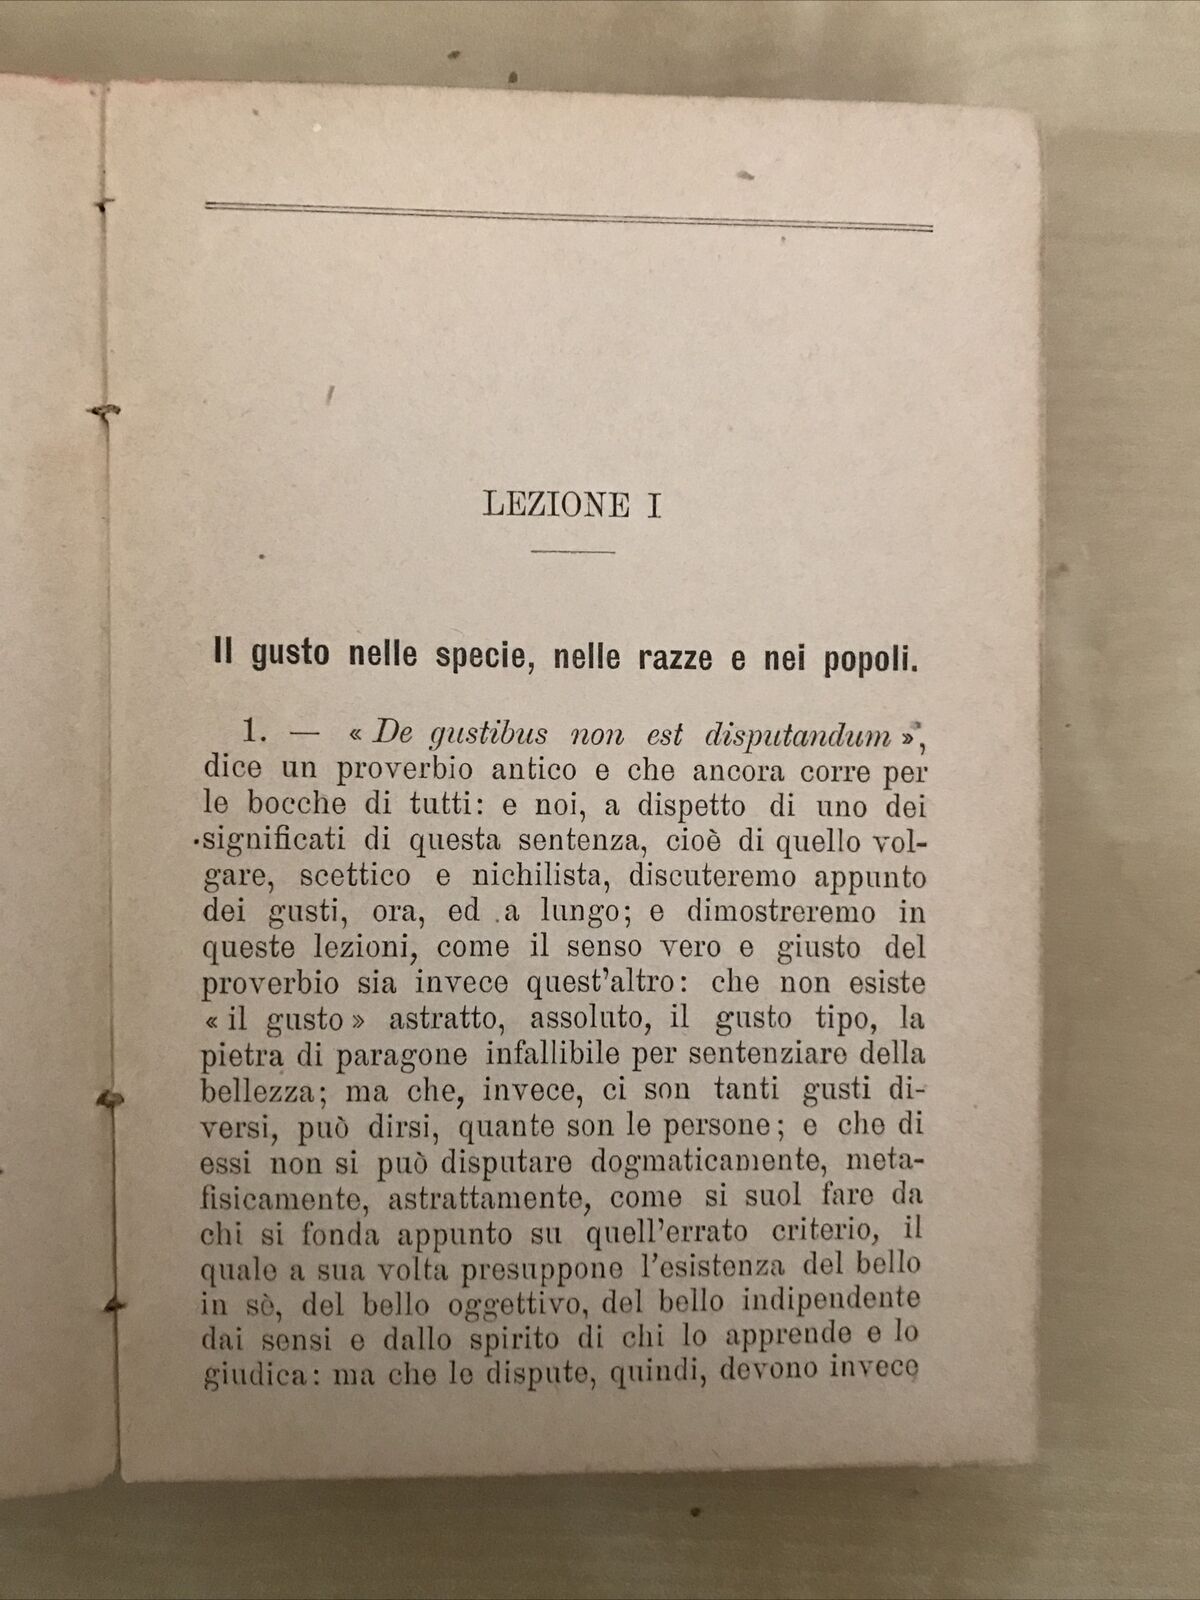 LEZIONE I
Il gusto nelle specie, nelle razze e nei popoli.
1. — « De gustibus non est disputandum »,
dice un proverbio antico e che ancora corre per
le bocche di tutti: e noi, a dispetto di uno dei
significati di questa sentenza, cioè di quello vol-
gare, scettico e nichilista, discuteremo appunto
dei gusti, ora, ed a lungo; e dimostreremo in
queste lezioni, come il senso vero e giusto del
proverbio sia invece quest'altro: che non esiste
« il gusto » astratto, assoluto, il gusto tipo, la
pietra di paragone infallibile per sentenziare della
bellezza; ma che, invece, ci son tanti gusti di-
versi, può dirsi, quante son le persone; e che di
essi non si può disputare dogmaticamente, meta-
fisicamente, astrattamente, come si suol fare da
chi si fonda appunto su quell'errato criterio, il
quale a sua volta presuppone l'esistenza del bello
in sè, del bello oggettivo, del bello indipendente
dai sensi e dallo spirito di chi lo apprende e lo
giudica: ma che le dispute, quindi, devono invece